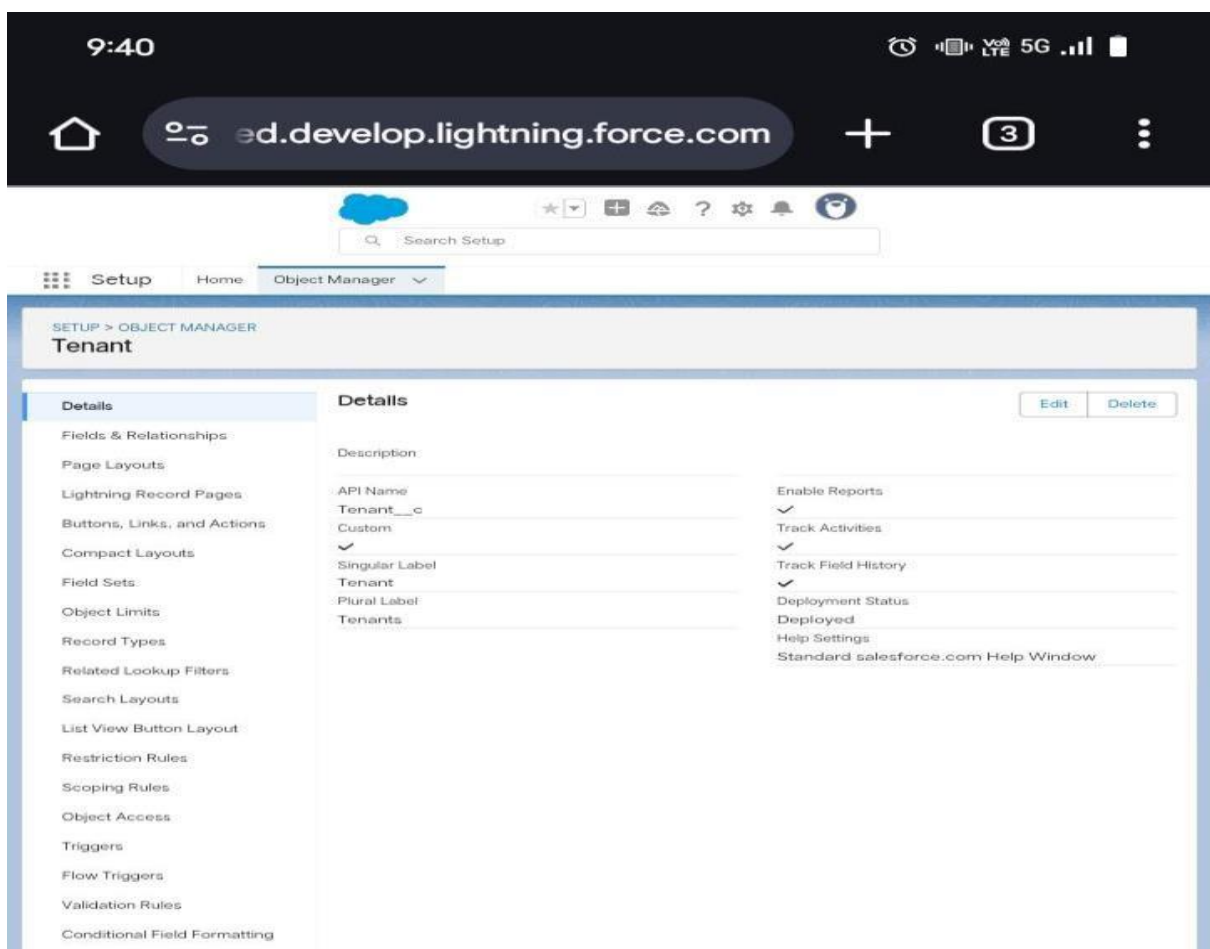 9:40
Voo LTE 5G
ed.develop.lightning.force.com
3
Search Setup
Setup Home Object Manager
SETUP > OBJECT MANAGER
Tenant
Details
Fields & Relationships
Page Layouts
Lightning Record Pages
Buttons, Links, and Actions
Compact Layouts
Field Sets
Object Limits
Record Types
Related Lookup Filters
Search Layouts
List View Button Layout
Restriction Rules
Scoping Rules
Object Access
Triggers
Flow Triggers
Validation Rules
Conditional Field Formatting
Details
Edit Delete
Description
API Name
Tenant__c
Custom
Singular Label
Tenant
Plural Label
Tenants
Enable Reports
Track Activities
Track Field History
Deployment Status
Deployed
Help Settings
Standard salesforce.com Help Window